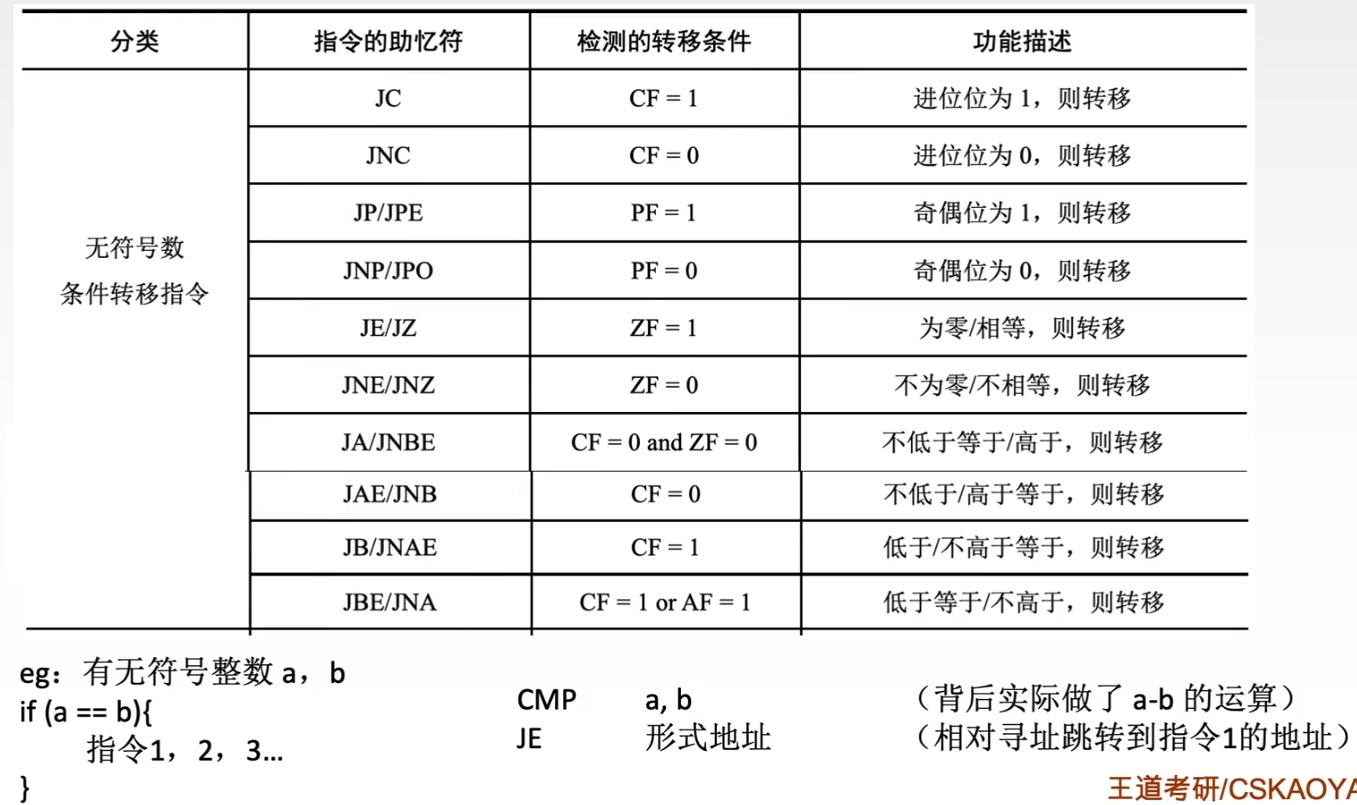 分类 指令的助忆符 检测的转移条件 功能描述
JC CF = 1 进位位为 1，则转移
JNC CF = 0 进位位为 0，则转移
JP/JPE PF = 1 奇偶位为 1，则转移
无符号数
条件转移指令
JNP/JPO PF = 0 奇偶位为 0，则转移
JE/JZ ZF = 1 为零/相等，则转移
JNE/JNZ ZF = 0 不为零/不相等，则转移
JA/JNBE CF = 0 and ZF = 0 不低于等于/高于，则转移
JAE/JNB CF = 0 不低于/高于等于，则转移
JB/JNAE CF = 1 低于/不高于等于，则转移
JBE/JNA CF = 1 or AF = 1 低于等于/不高于，则转移
eg：有无符号整数 a，b
if (a == b){
指令1，2，3…
}
CMP a, b （背后实际做了 a-b 的运算）
JE 形式地址 （相对寻址跳转到指令1的地址）
王道考研/CSKAOYA